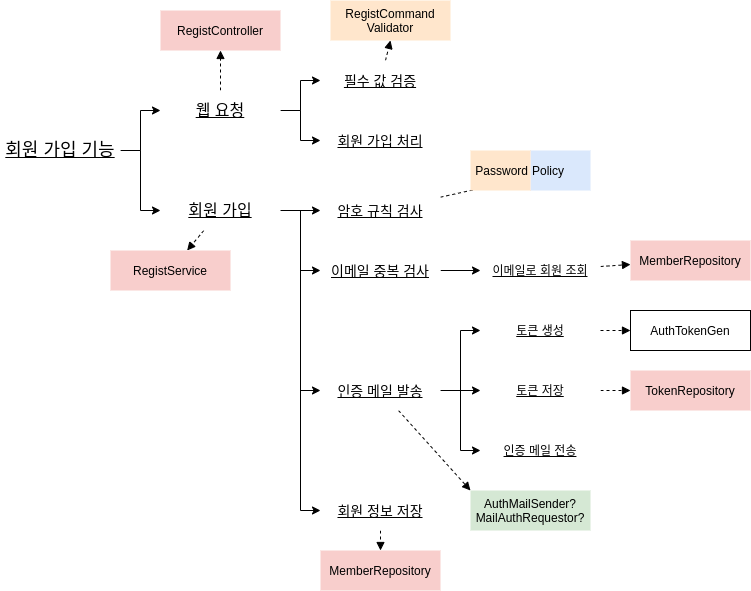 RegistCommand
Validator
RegistController
필수 값 검증
웹 요청
회원 가입 처리
회원 가입 기능
Password Policy
회원 가입
암호 규칙 검사
RegistService
이메일 중복 검사
이메일로 회원 조회
MemberRepository
토큰 생성
AuthTokenGen
인증 메일 발송
토큰 저장
TokenRepository
인증 메일 전송
회원 정보 저장
AuthMailSender?
MailAuthRequestor?
MemberRepository